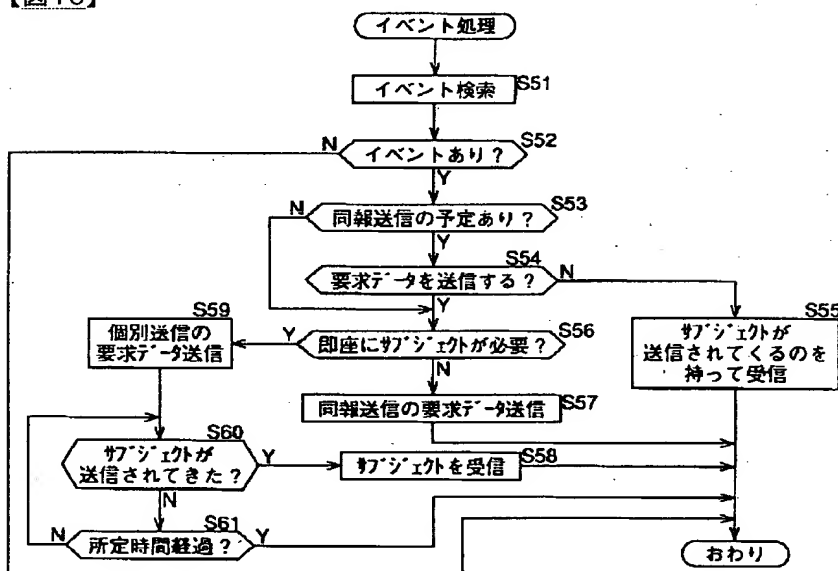 イベント処理
イベント検索
S51
N
イベントあり?
S52
Y
N
同報送信の予定あり?
S53
Y
要求データを送信する?
S54
N
Y
S55
サブジェクトが
送信されてくるのを
持って受信
S59
個別送信の
要求データ送信
Y
即座にサブジェクトが必要?
S56
N
同報送信の要求データ送信
S57
S60
サブジェクトが
送信されてきた?
Y
サブジェクトを受信
S58
N
S61
N
所定時間経過?
Y
おわり